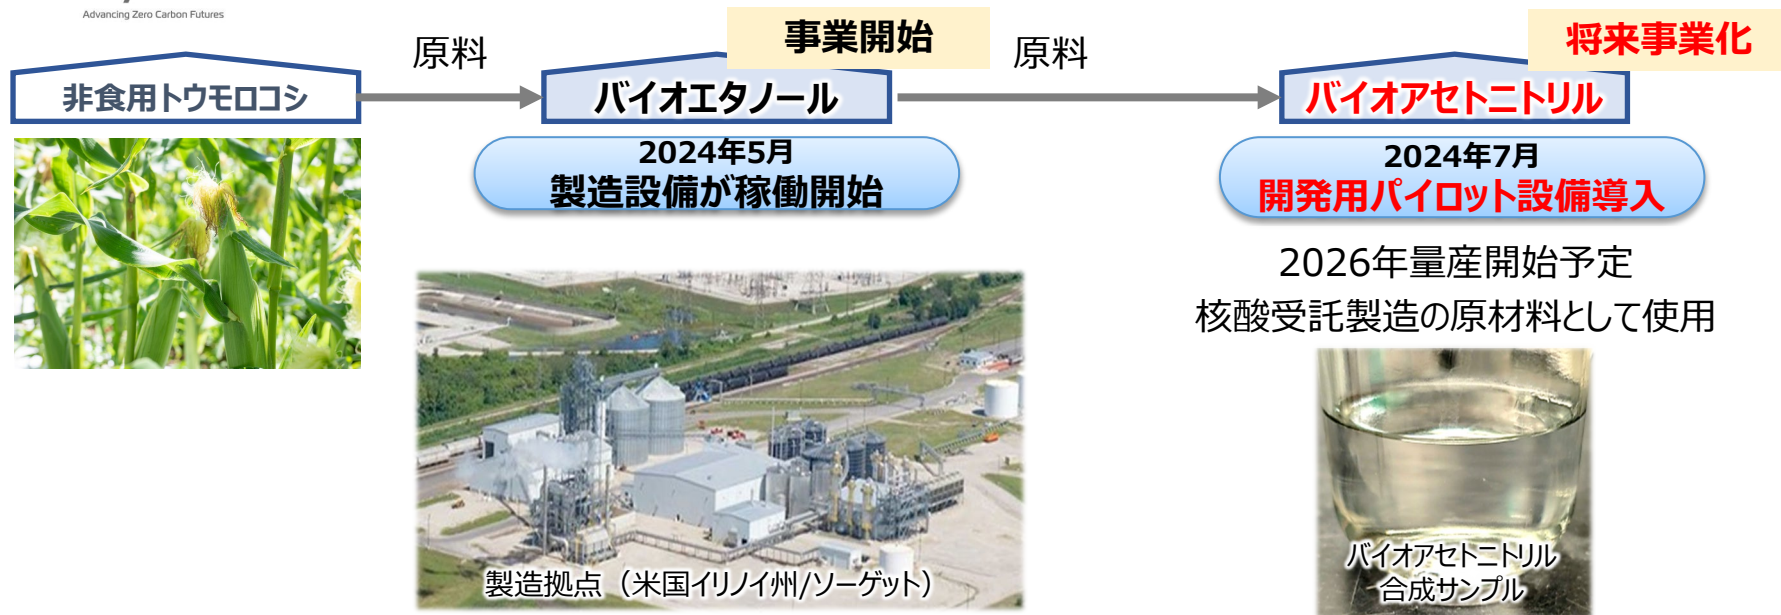 Advancing Zero Carbon Futures
事業開始
将来事業化
原料
原料
非食用トウモロコシ
バイオエタノール
バイオアセトニトリル
2024年5月
製造設備が稼働開始
2024年7月
開発用パイロット設備導入
2026年量産開始予定
核酸受託製造の原材料として使用
製造拠点（米国イリノイ州/ソーゲット）
バイオアセトニトリル
合成サンプル